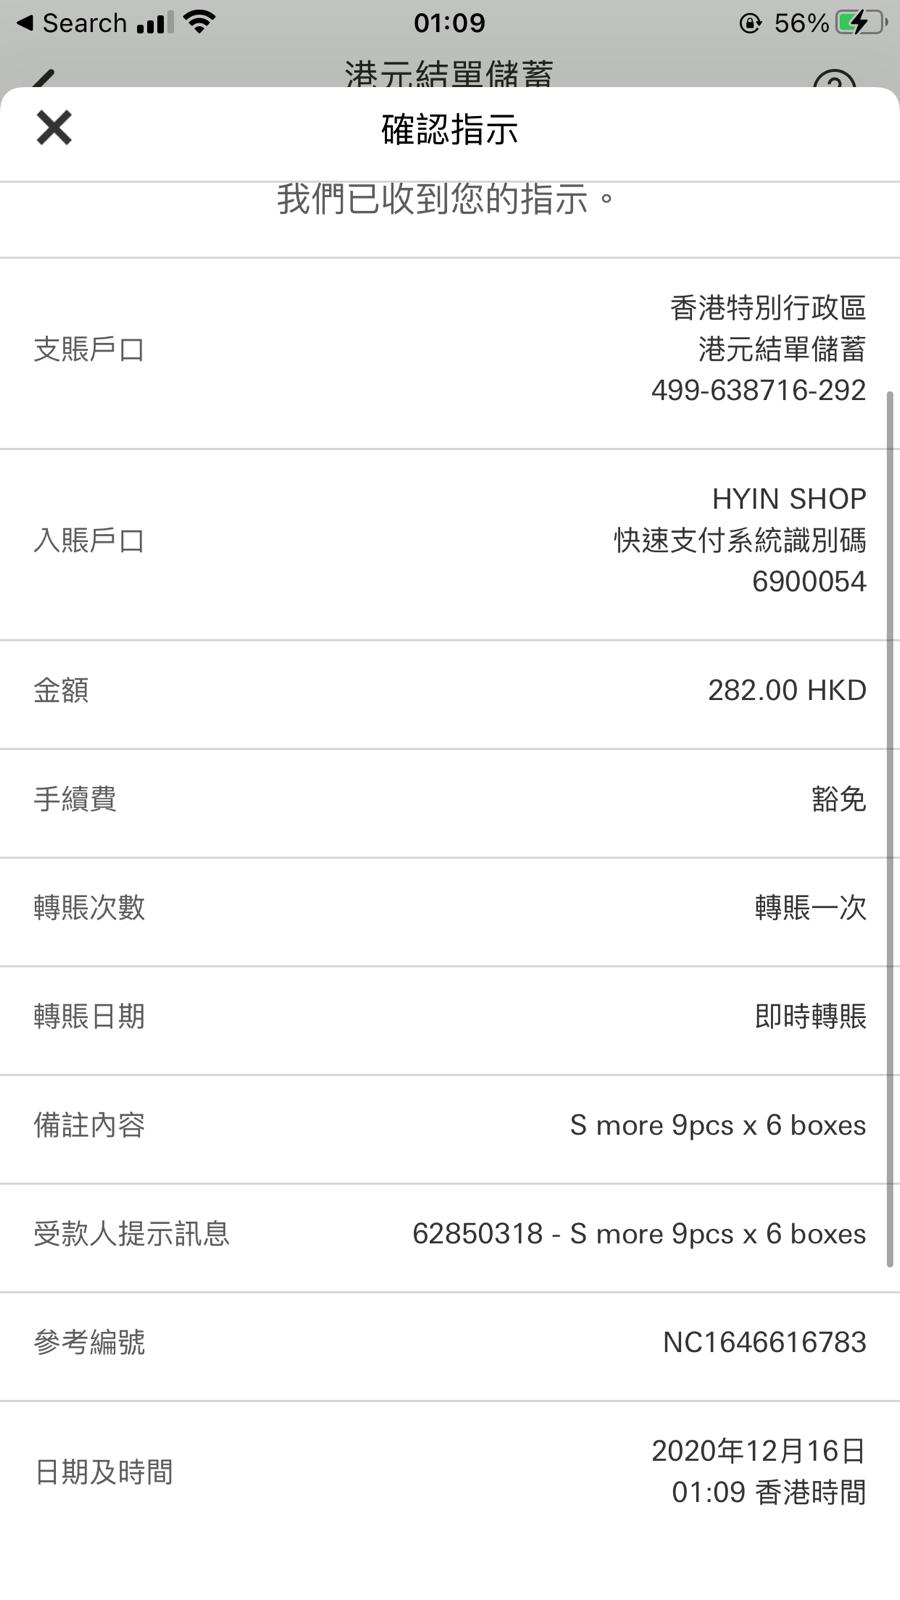 Search
01:09
56%
港元結單儲蓄
確認指示
我們已收到您的指示。
支賬戶口
香港特別行政區
港元結單儲蓄
499-638716-292
入賬戶口
HYIN SHOP
快速支付系統識別碼
6900054
金額
282.00 HKD
手續費
豁免
轉賬次數
轉賬一次
轉賬日期
即時轉賬
備註內容
S more 9pcs x 6 boxes
受款人提示訊息
62850318 - S more 9pcs x 6 boxes
參考編號
NC1646616783
日期及時間
2020年12月16日
01:09 香港時間